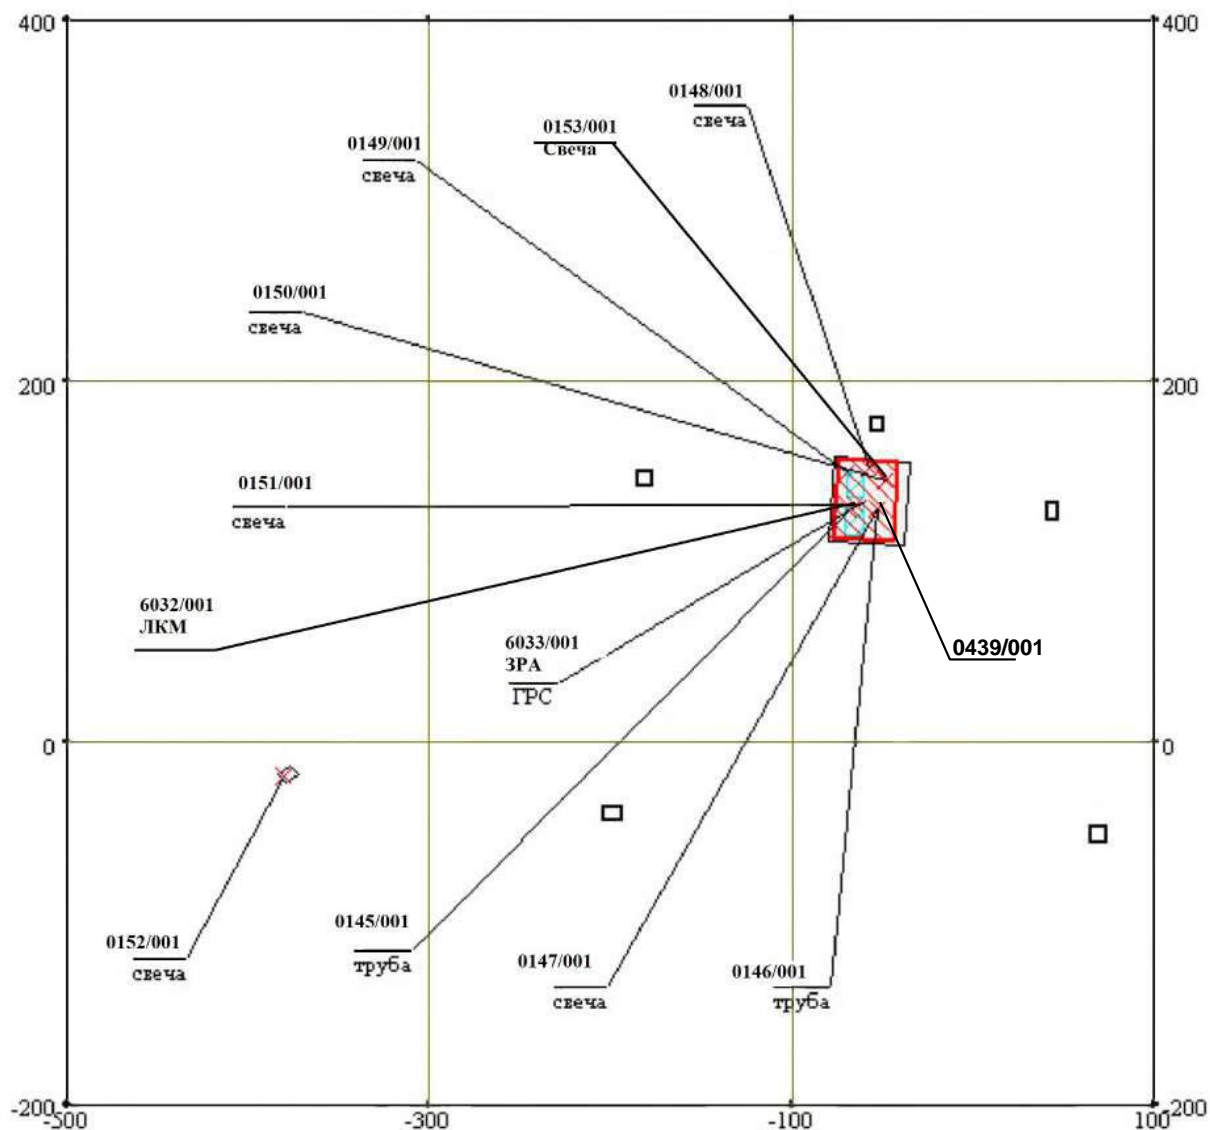 400
400
0148/001
свеча
0153/001
Свеча
0149/001
свеча
0150/001
свеча
200
200
0151/001
свеча
6032/001
ЛКМ
6033/001
ЗРА
ГРС
0439/001
0
0
0145/001
труба
0152/001
свеча
0147/001
свеча
0146/001
труба
-200
-200
-500
-300
-100
100